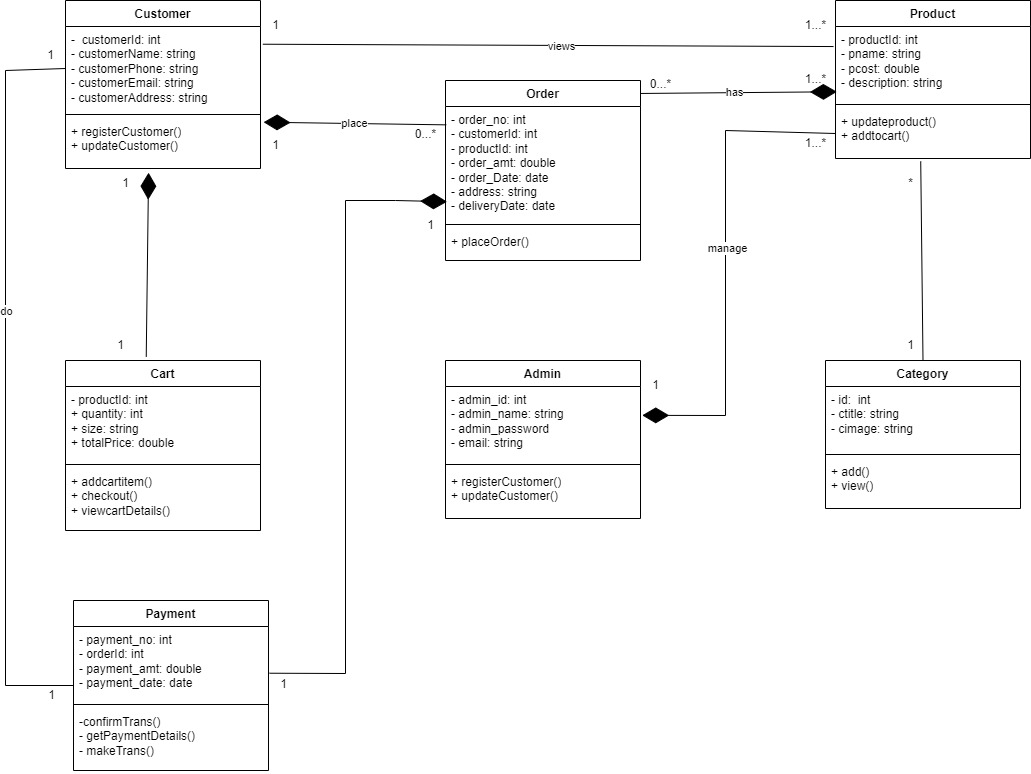 Customer
-  customerId: int
- customerName: string
- customerPhone: string
- customerEmail: string
- customerAddress: string
+ registerCustomer()
+ updateCustomer()
1
1
views
1...*
Product
- productId: int
- pname: string
- pcost: double
- description: string
+ updateproduct()
+ addtocart()
1
place
0...*
Order
- order_no: int
- customerId: int
- productId: int
- order_amt: double
- order_Date: date
- address: string
- deliveryDate: date
+ placeOrder()
0...*
has
1...*
1...*
manage
1
*
1
1
1
do
1
Cart
- productId: int
+ quantity: int
+ size: string
+ totalPrice: double
+ addcartitem()
+ checkout()
+ viewcartDetails()
Admin
- admin_id: int
- admin_name: string
- admin_password
- email: string
+ registerCustomer()
+ updateCustomer()
Category
- id:  int
- ctitle: string
- cimage: string
+ add()
+ view()
Payment
- payment_no: int
- orderId: int
- payment_amt: double
- payment_date: date
-confirmTrans()
- getPaymentDetails()
- makeTrans()
1
1